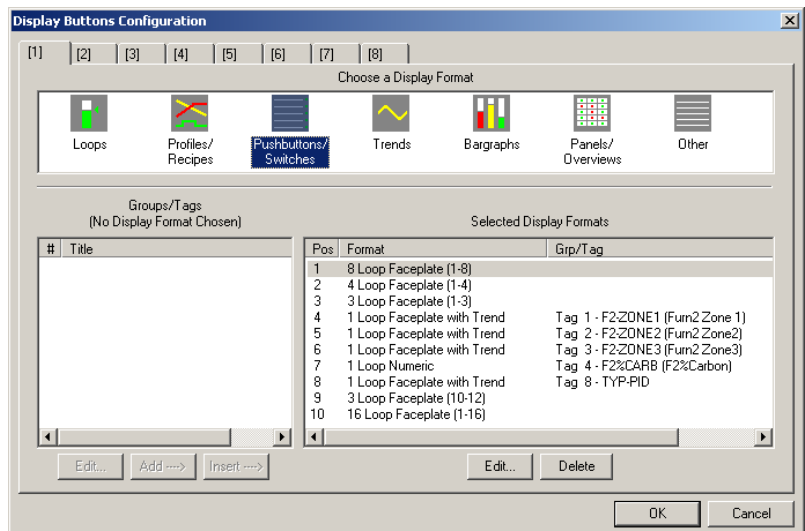 Display Buttons Configuration
[1] [2] [3] [4] [5] [6] [7] [8]
Choose a Display Format
Loops
Profiles/
Recipes
Pushbuttons/
Switches
Trends
Bargraphs
Panels/
Overviews
Other
Groups/Tags
(No Display Format Chosen)
# Title
Edit... Add ----> Insert ---->
Selected Display Formats
Pos Format Grp/Tag
1 8 Loop Faceplate (1-8)
2 4 Loop Faceplate (1-4)
3 3 Loop Faceplate (1-3)
4 1 Loop Faceplate with Trend Tag 1 - F2-ZONE1 (Furn2 Zone 1)
5 1 Loop Faceplate with Trend Tag 2 - F2-ZONE2 (Furn2 Zone2)
6 1 Loop Faceplate with Trend Tag 3 - F2-ZONE3 (Furn2 Zone3)
7 1 Loop Numeric Tag 4 - F2%CARB (F2%Carbon)
8 1 Loop Faceplate with Trend Tag 8 - TYP-PID
9 3 Loop Faceplate (10-12)
10 16 Loop Faceplate (1-16)
Edit... Delete
OK Cancel